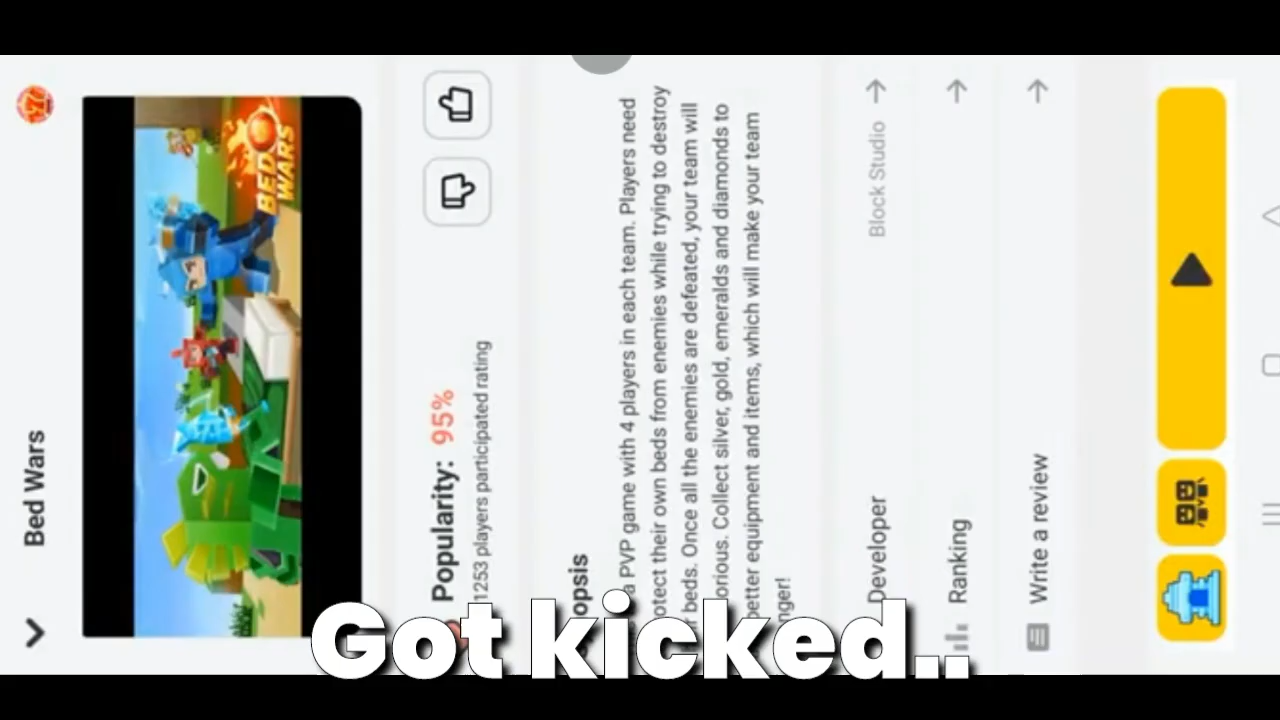 Bed Wars
BED
WARS
Popularity: 95%
1253 players participated rating
opsis
a PVP game with 4 players in each team. Players need
otect their own beds from enemies while trying to destroy
beds. Once all the enemies are defeated, your team will
orious. Collect silver, gold, emeralds and diamonds to
better equipment and items, which will make your team
nger!
Developer
Block Studio
Ranking
Write a review
Got kicked..